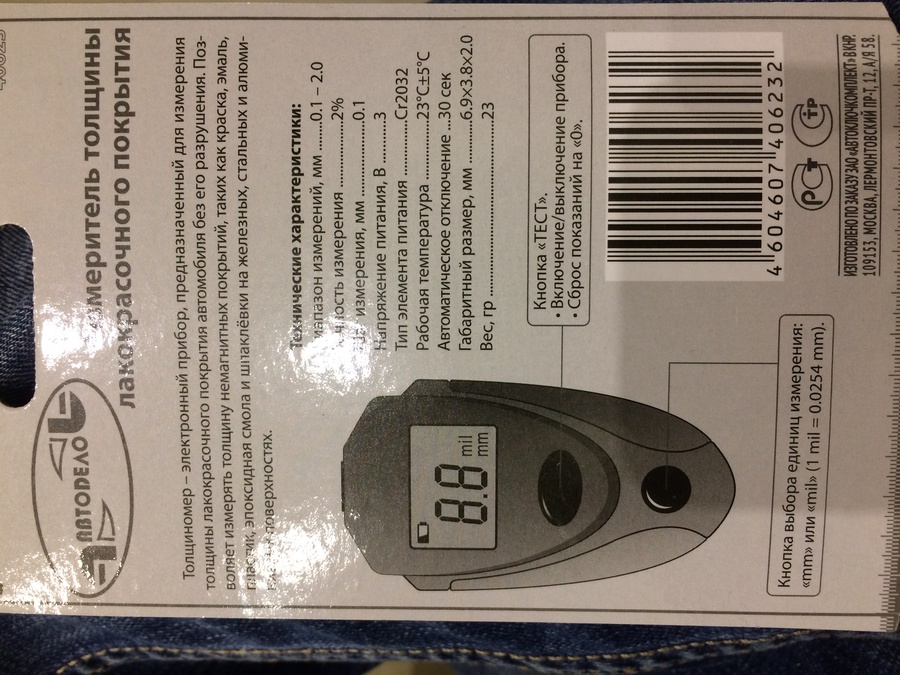 АВТОDЕЛО
измеритель толщины
лакокрасочного покрытия
Толщиномер – электронный прибор, предназначенный для измерения
толщины лакокрасочного покрытия автомобиля без его разрушения. Поз-
воляет измерять толщину немагнитных покрытий, таких как краска, эмаль,
пластик, эпоксидная смола и шпаклёвки на железных, стальных и алюми-
поверхностях.
Технические характеристики:
Диапазон измерений, мм ......0.1 – 2.0
Точность измерения ..............2%
измерения, мм ..............0.1
Напряжение питания, В ..........3
Тип элемента питания ............Cr2032
Рабочая температура ............23°C±5°C
Автоматическое отключение ...30 сек
Габаритный размер, мм .........6.9×3.8×2.0
Вес, гр ....................................23
8.8 mil
mm
Кнопка «ТЕСТ».
• Включение/выключение прибора.
• Сброс показаний на «0».
Кнопка выбора единиц измерения:
«mm» или «mil» (1 mil = 0.0254 mm).
4 604607 406232
РСТ ТР
ИЗГОТОВЛЕНО ПО ЗАКАЗУ ЗАО «АВТОКЛЮЧКОМПЛЕКТ» В КНР.
109153, МОСКВА, ЛЕРМОНТОВСКИЙ ПР-Т, 12, А/Я 58.